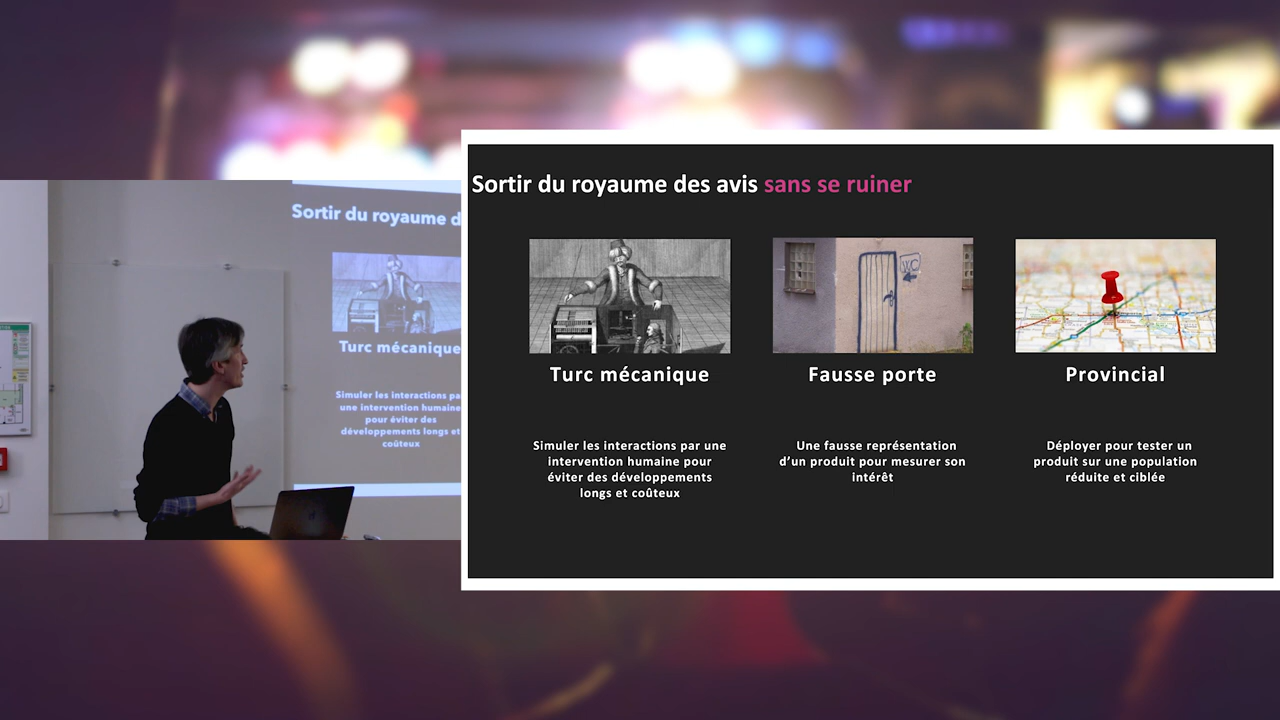 Sortir du royaume des avis sans se ruiner
WC
Turc mécanique
Fausse porte
Provincial
Simuler les interactions par une
intervention humaine pour
éviter des développements
longs et coûteux
Une fausse représentation
d'un produit pour mesurer son
intérêt
Déployer pour tester un
produit sur une population
réduite et ciblée
Sortir du royaume d
Turc mécanique
Simuler les interactions pa
une intervention humaine
pour éviter des
développements longs et
coûteux